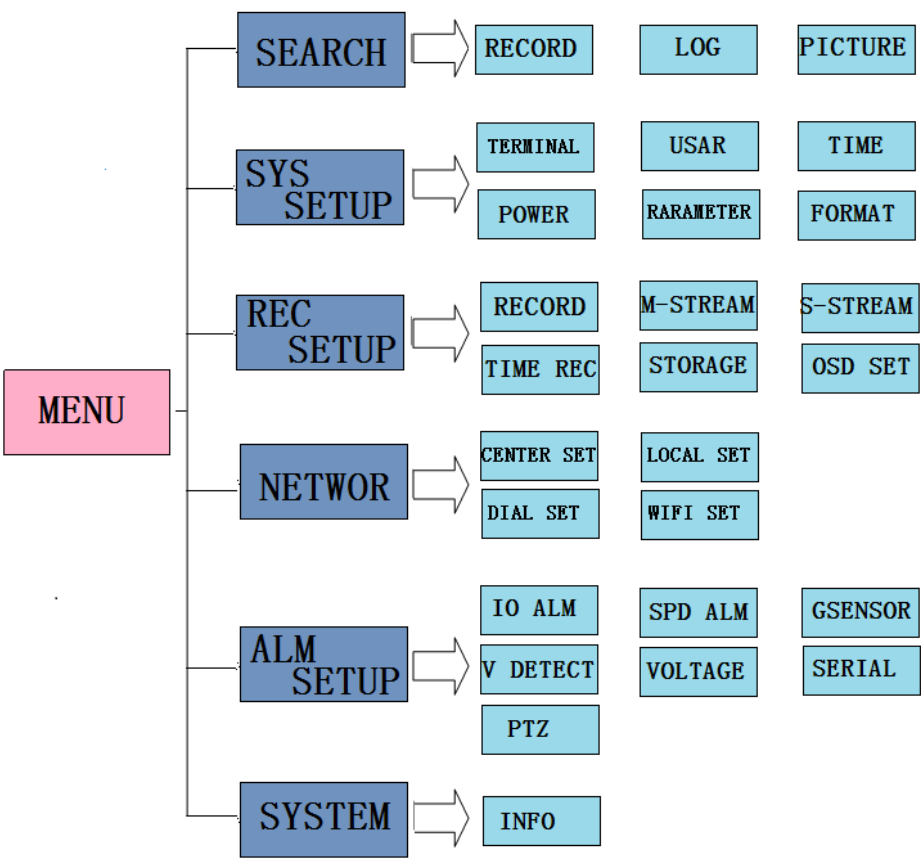 SEARCH
RECORD
LOG
PICTURE
SYS
SETUP
TERMINAL
USAR
TIME
POWER
RARAMETER
FORMAT
REC
SETUP
RECORD
M-STREAM
S-STREAM
TIME REC
STORAGE
OSD SET
MENU
NETWOR
CENTER SET
LOCAL SET
DIAL SET
WIFI SET
ALM
SETUP
IO ALM
SPD ALM
GSENSOR
V DETECT
VOLTAGE
SERIAL
PTZ
SYSTEM
INFO